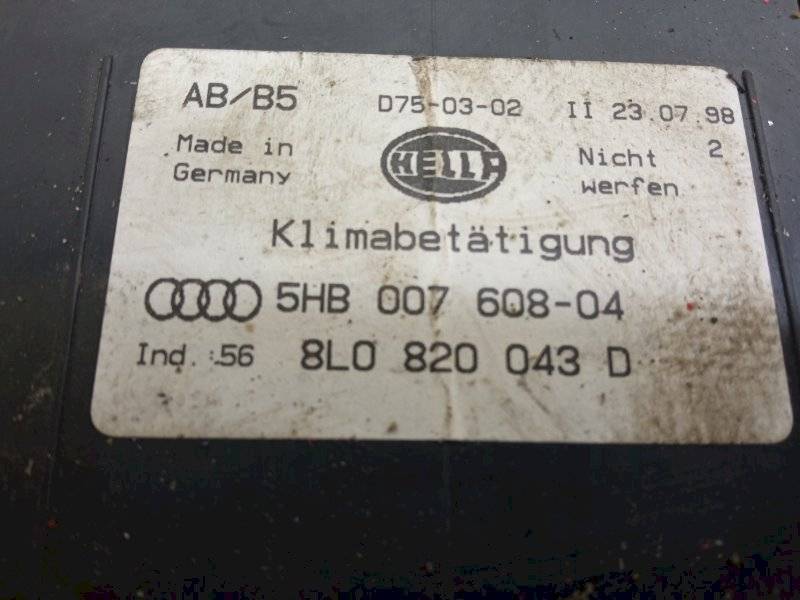 AB/B5 D75-03-02 II 23.07.98
Made in Germany
HELLA
Nicht werfen 2
Klimabetätigung
5HB 007 608-04
Ind. :56 8L0 820 043 D